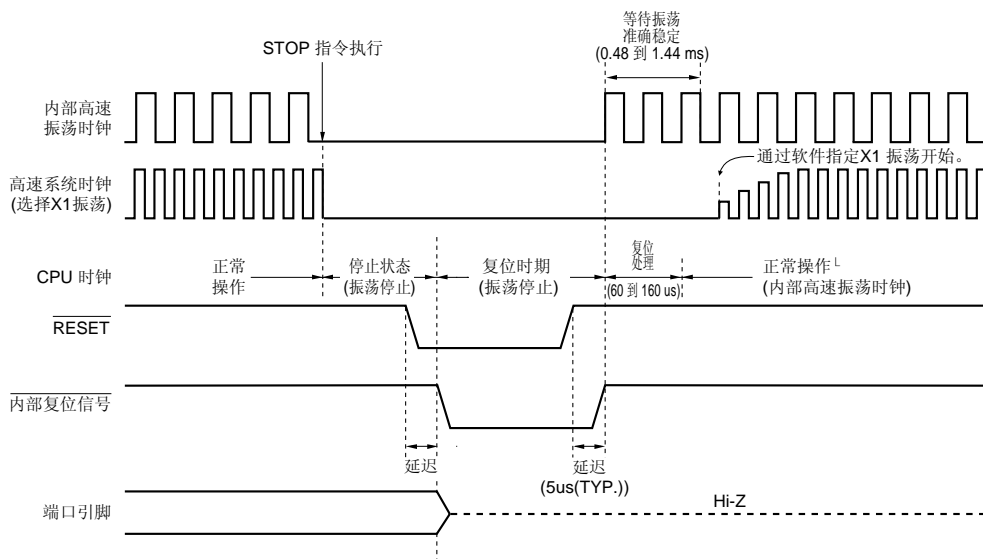 等待振荡
准确稳定
(0.48 到 1.44 ms)
STOP 指令执行
内部高速
振荡时钟
通过软件指定X1 振荡开始。
高速系统时钟
(选择X1振荡)
CPU 时钟
正常
操作
停止状态
(振荡停止)
复位时期
(振荡停止)
复位
处理
(60 到 160 us)
正常操作└
(内部高速振荡时钟)
RESET
内部复位信号
延迟
延迟
(5us(TYP.))
端口引脚
Hi-Z